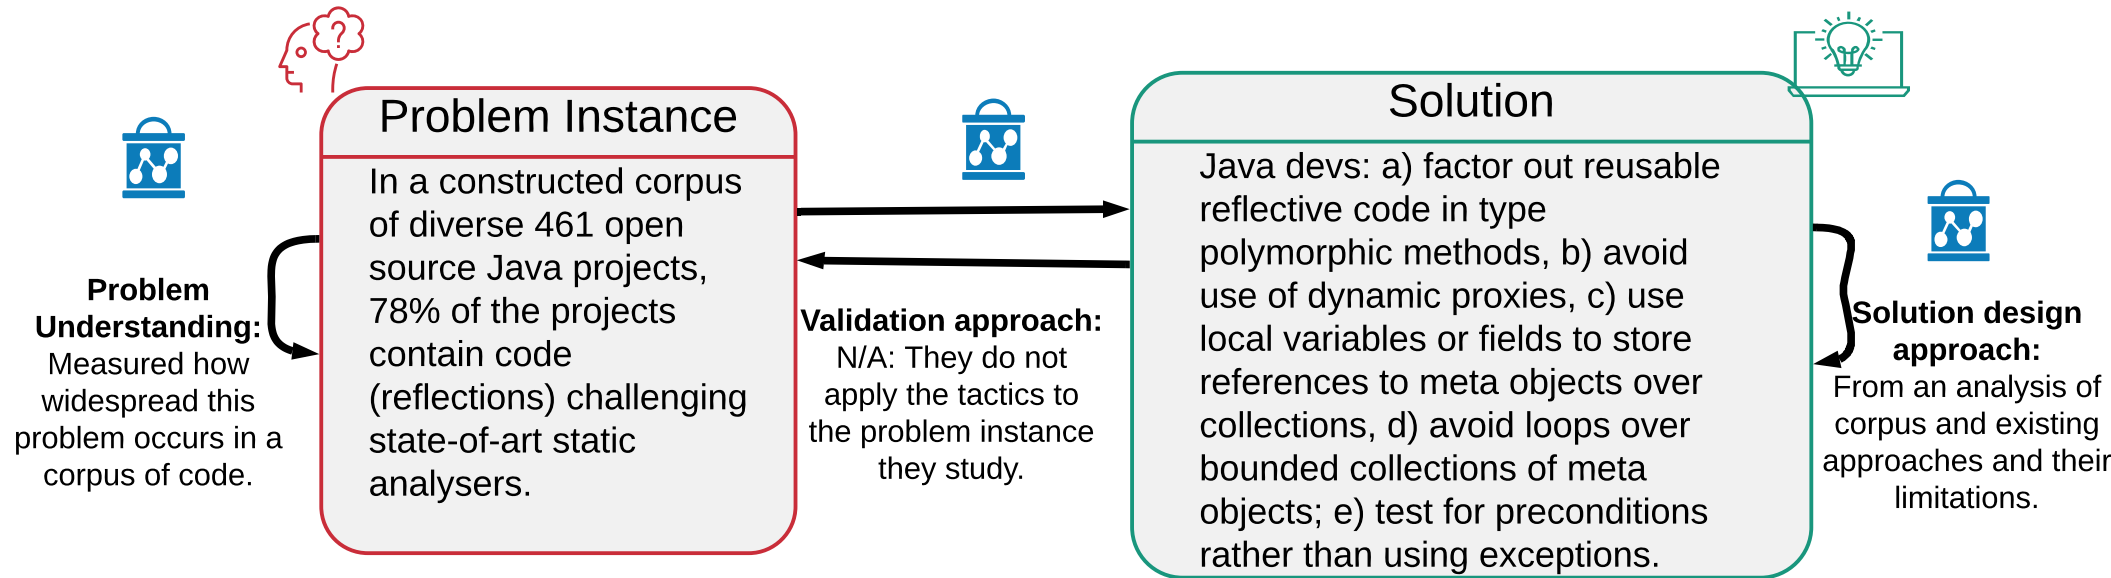 ?
Problem Instance
In a constructed corpus
of diverse 461 open
source Java projects,
78% of the projects
contain code
(reflections) challenging
state-of-art static
analysers.
Problem
Understanding:
Measured how
widespread this
problem occurs in a
corpus of code.
Validation approach:
N/A: They do not
apply the tactics to
the problem instance
they study.
Solution
Java devs: a) factor out reusable
reflective code in type
polymorphic methods, b) avoid
use of dynamic proxies, c) use
local variables or fields to store
references to meta objects over
collections, d) avoid loops over
bounded collections of meta
objects; e) test for preconditions
rather than using exceptions.
Solution design
approach:
From an analysis of
corpus and existing
approaches and their
limitations.